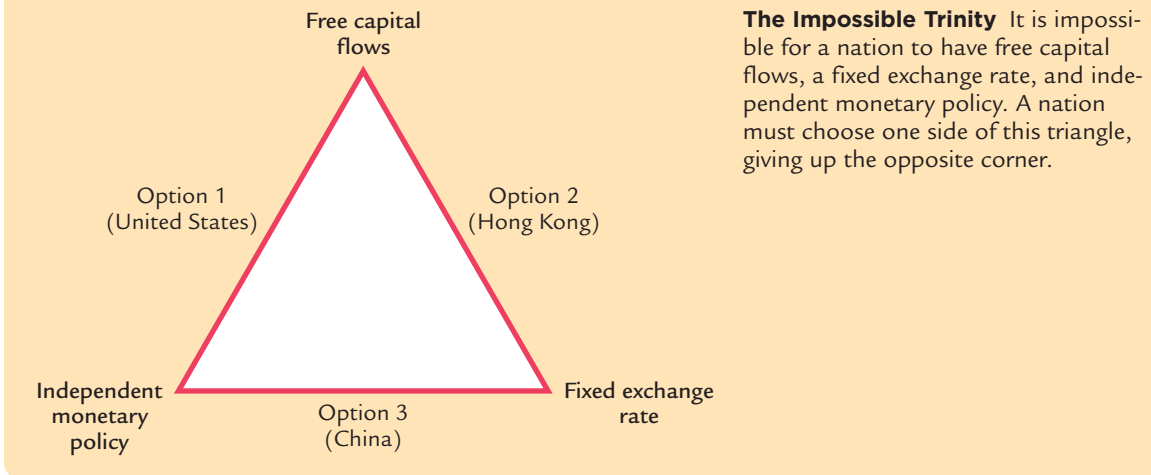 Free capital
flows
The Impossible Trinity It is impossi-
ble for a nation to have free capital
flows, a fixed exchange rate, and inde-
pendent monetary policy. A nation
must choose one side of this triangle,
giving up the opposite corner.
Option 1
(United States)
Option 2
(Hong Kong)
Independent
monetary
policy
Option 3
(China)
Fixed exchange
rate